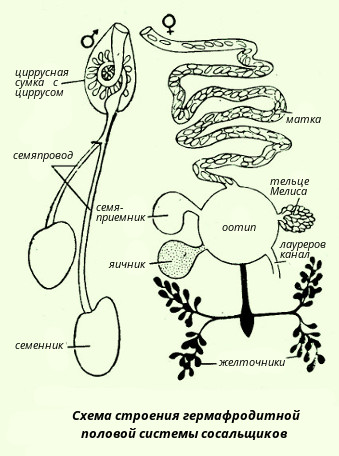 ♂
♀
циррусная
сумка с
циррусом
матка
семяпровод
тельце
Мелиса
семя-
приемник
оотип
лауреров
канал
яичник
семенник
желточники
Схема строения гермафродитной
половой системы сосальщиков